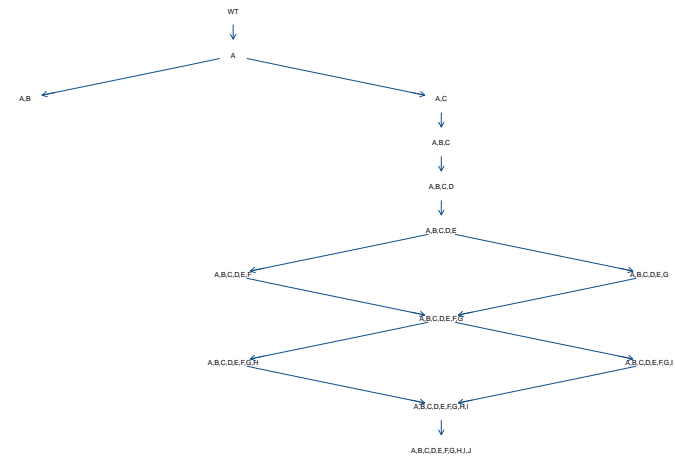 WT
A
A,B
A,C
A,B,C
A,B,C,D
A,B,C,D,E
A,B,C,D,E,F
A,B,C,D,E,G
A,B,C,D,E,F,G
A,B,C,D,E,F,G,H
A,B,C,D,E,F,G,I
A,B,C,D,E,F,G,H,I
A,B,C,D,E,F,G,H,I,J